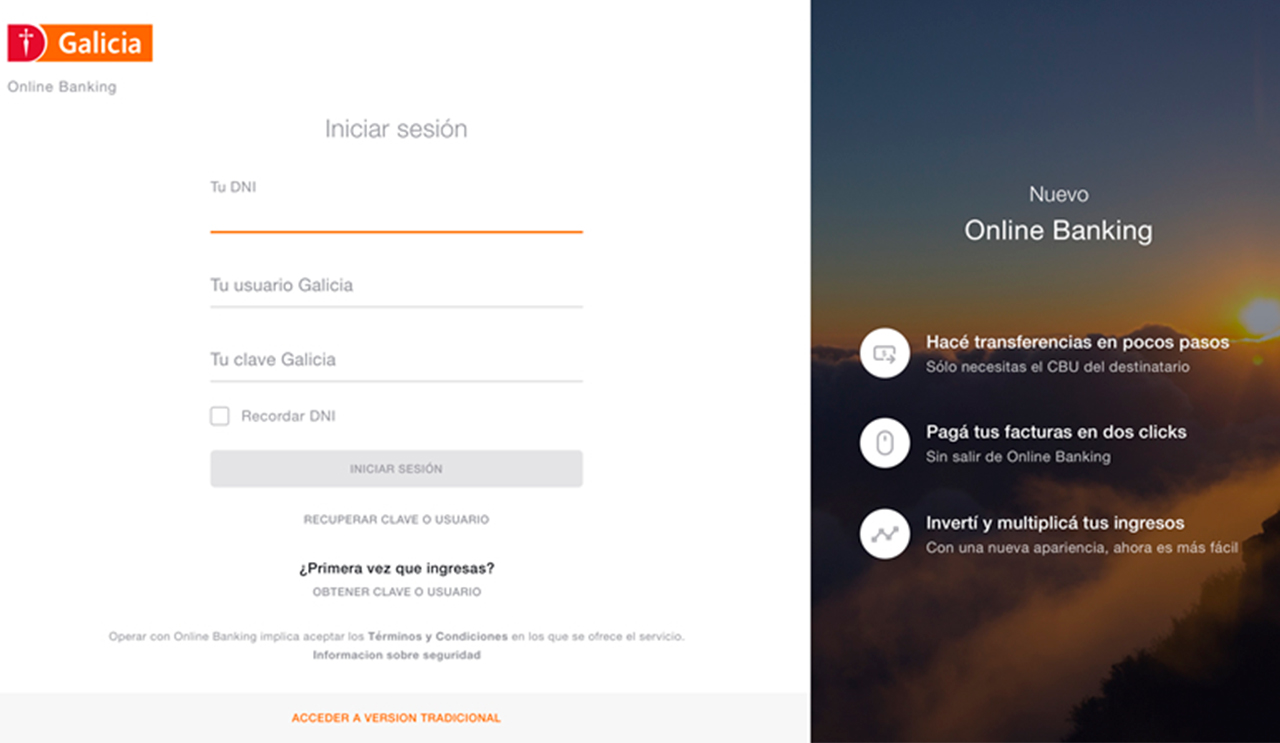 Galicia
Online Banking
Iniciar sesión
Tu DNI
Tu usuario Galicia
Tu clave Galicia
Recordar DNI
INICIAR SESIÓN
RECUPERAR CLAVE O USUARIO
¿Primera vez que ingresas?
OBTENER CLAVE O USUARIO
Operar con Online Banking implica aceptar los Términos y Condiciones en los que se ofrece el servicio.
Informacion sobre seguridad
ACCEDER A VERSION TRADICIONAL
Nuevo
Online Banking
Hacé transferencias en pocos pasos
Sólo necesitas el CBU del destinatario
Pagá tus facturas en dos clicks
Sin salir de Online Banking
Invertí y multiplicá tus ingresos
Con una nueva apariencia, ahora es más fácil